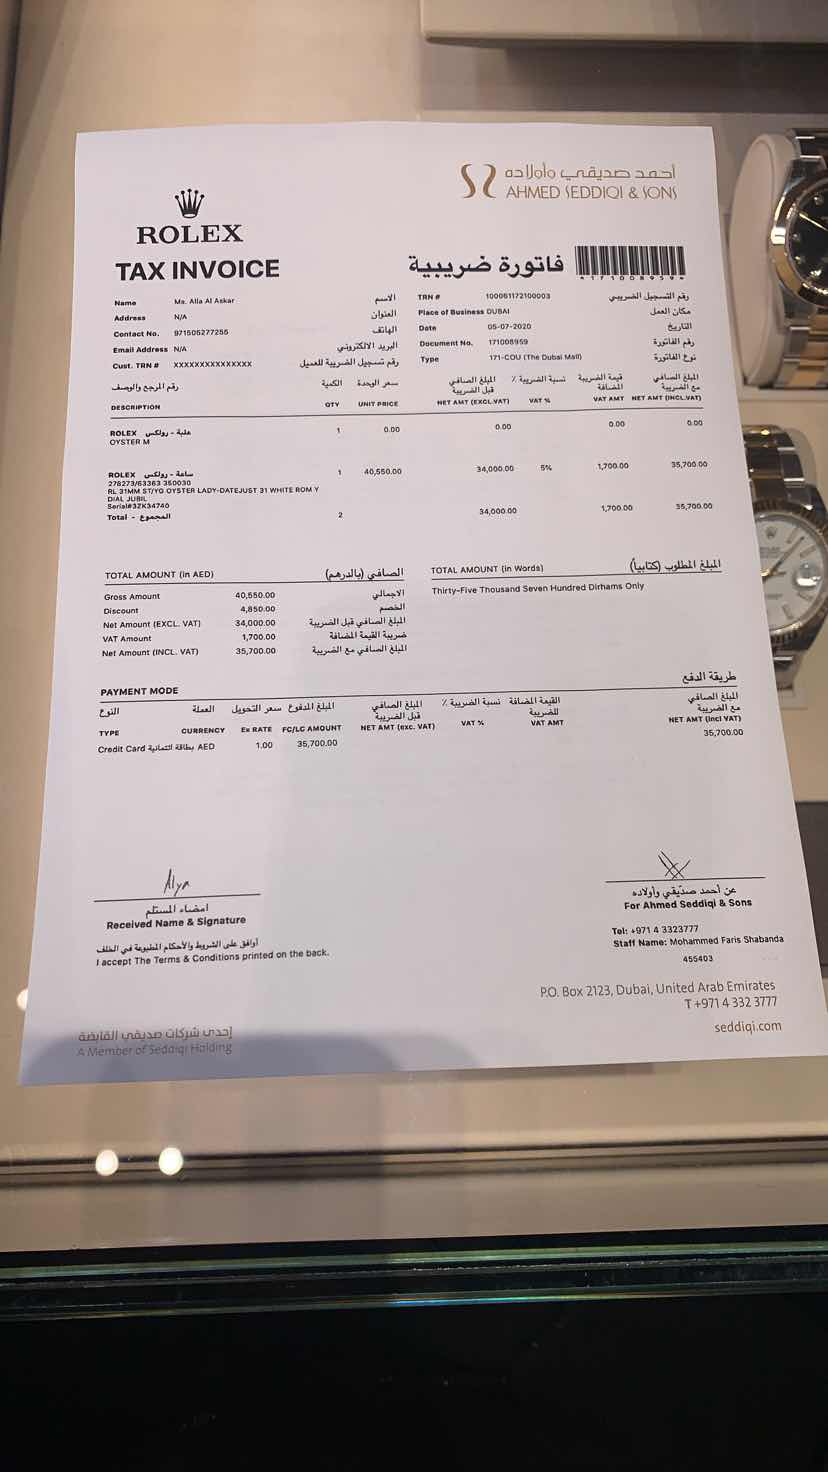 احمد صديقي وأولاده
AHMED SEDDIQI & SONS
ROLEX
TAX INVOICE
فاتورة ضريبية
*171008959*
Name Ms. Alla Al Askar الاسم
Address N/A العنوان
Contact No. 971505277255 الهاتف
Email Address N/A البريد الالكتروني
Cust. TRN # XXXXXXXXXXXXXXX رقم تسجيل الضريبة للعميل
TRN # 100061172100003 رقم التسجيل الضريبي
Place of Business DUBAI مكان العمل
Date 05-07-2020 التاريخ
Document No. 171008959 رقم الفاتورة
Type 171-COU (The Dubai Mall) نوع الفاتورة
رقم المرجع والوصف الكمية سعر الوحدة المبلغ الصافي قبل الضريبة نسبة الضريبة ٪ قيمة الضريبة المضافة المبلغ الصافي مع الضريبة
DESCRIPTION QTY UNIT PRICE NET AMT (EXCL.VAT) VAT % VAT AMT NET AMT (INCL.VAT)
ROLEX علبة - رولكس 1 0.00 0.00 0.00 0.00
OYSTER M
ROLEX ساعة - رولكس 1 40,550.00 34,000.00 5% 1,700.00 35,700.00
278273/63363 350030
RL 31MM ST/YG OYSTER LADY-DATEJUST 31 WHITE ROM Y
DIAL JUBIL
Serial#3ZK34740
Total - المجموع 2 34,000.00 1,700.00 35,700.00
TOTAL AMOUNT (in AED) الصافي (بالدرهم)
Gross Amount 40,550.00 الاجمالي
Discount 4,850.00 الخصم
Net Amount (EXCL. VAT) 34,000.00 المبلغ الصافي قبل الضريبة
VAT Amount 1,700.00 ضريبة القيمة المضافة
Net Amount (INCL. VAT) 35,700.00 المبلغ الصافي مع الضريبة
TOTAL AMOUNT (in Words) المبلغ المطلوب (كتابياً)
Thirty-Five Thousand Seven Hundred Dirhams Only
PAYMENT MODE طريقة الدفع
النوع العملة سعر التحويل المبلغ المدفوع المبلغ الصافي قبل الضريبة نسبة الضريبة ٪ القيمة المضافة للضريبة المبلغ الصافي مع الضريبة
TYPE CURRENCY Ex RATE FC/LC AMOUNT NET AMT (exc. VAT) VAT % VAT AMT NET AMT (incl VAT)
Credit Card بطاقة ائتمانية AED 1.00 35,700.00 35,700.00
Alya
امضاء المستلم
Received Name & Signature
أوافق على الشروط والأحكام المطبوعة في الخلف
I accept The Terms & Conditions printed on the back.
عن أحمد صديقي وأولاده
For Ahmed Seddiqi & Sons
Tel: +971 4 3323777
Staff Name: Mohammed Faris Shabanda
455403
P.O. Box 2123, Dubai, United Arab Emirates
T +971 4 332 3777
seddiqi.com
إحدى شركات صديقي القابضة
A Member of Seddiqi Holding